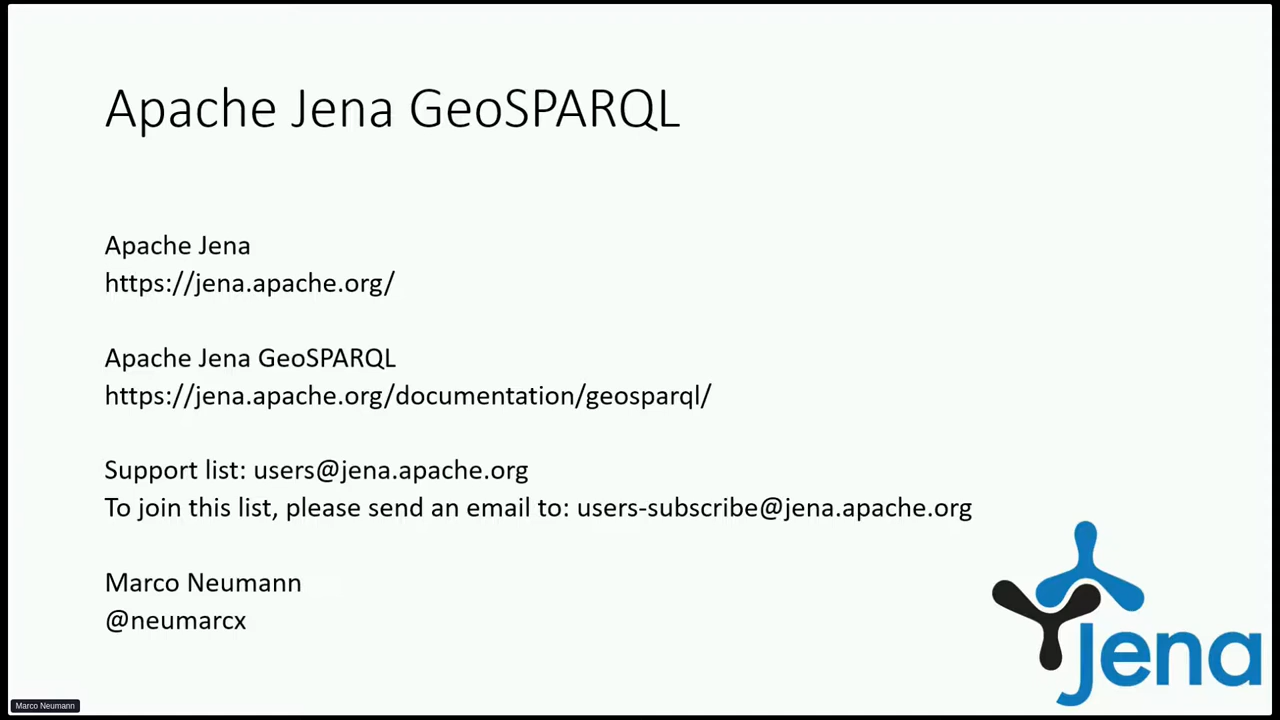 Apache Jena GeoSPARQL
Apache Jena
https://jena.apache.org/
Apache Jena GeoSPARQL
https://jena.apache.org/documentation/geosparql/
Support list: users@jena.apache.org
To join this list, please send an email to: users-subscribe@jena.apache.org
Marco Neumann
@neumarcx
Jena
Marco Neumann